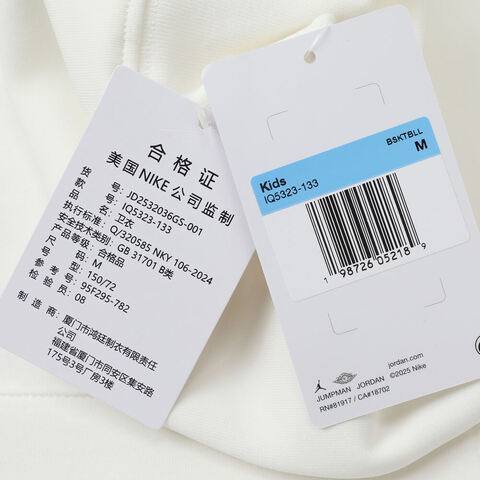 合格证
美国NIKE公司监制
货号: JD2532036GS-001
款号: IQ5323-133
品名: 卫衣
执行标准: Q/320585 NKY 106-2024
安全技术类别: GB 31701 B类
产品等级: 合格品
尺码: M
号型: 150/72
参考号: 95F295-782
检验员: 08
制造商: 厦门市鸿廷制衣有限责任
公司
福建省厦门市同安区集安路
175号3号厂房3楼
BSKTBLL
M
Kids
IQ5323-133
1 98726 05218 9
jordan.com
©2025 Nike
JUMPMAN JORDAN
RN#81917 / CA#18702